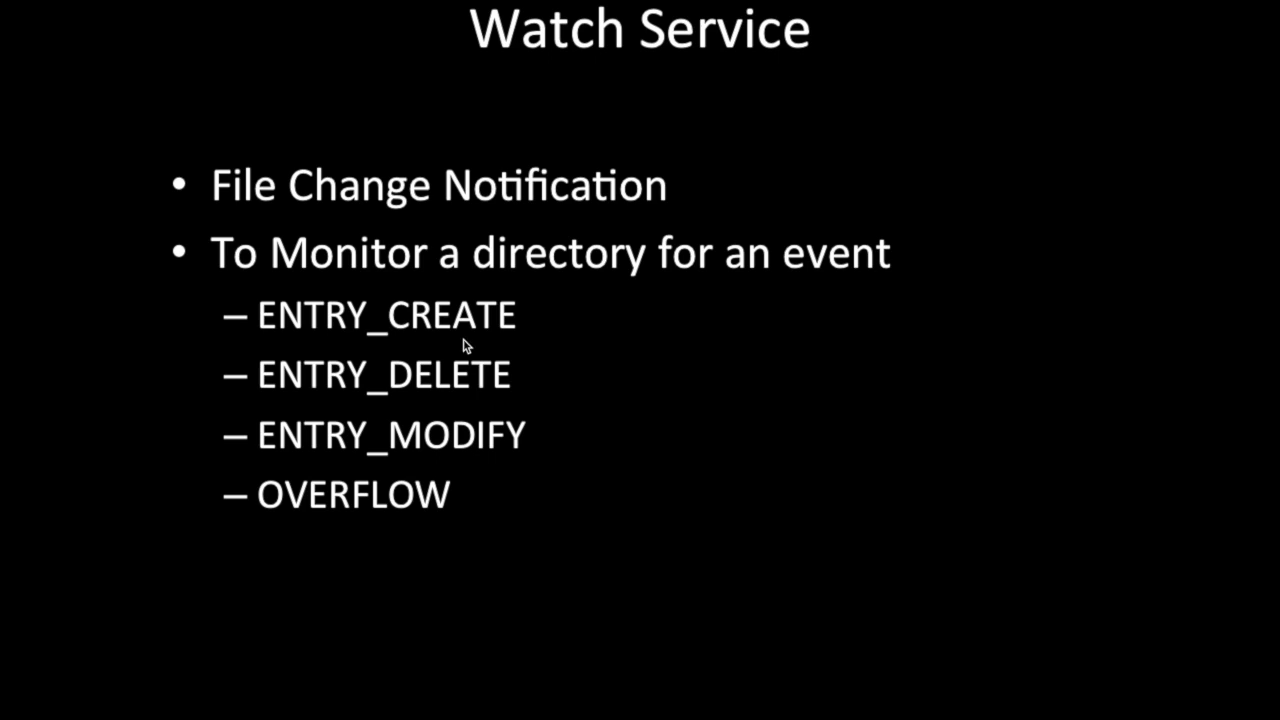 Watch Service
• File Change Notification
• To Monitor a directory for an event
– ENTRY_CREATE
– ENTRY_DELETE
– ENTRY_MODIFY
– OVERFLOW